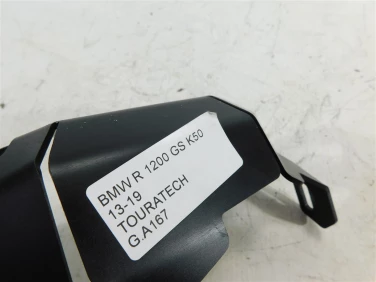 BMW R 1200 GS K50
13-19
TOURATECH
G.A167